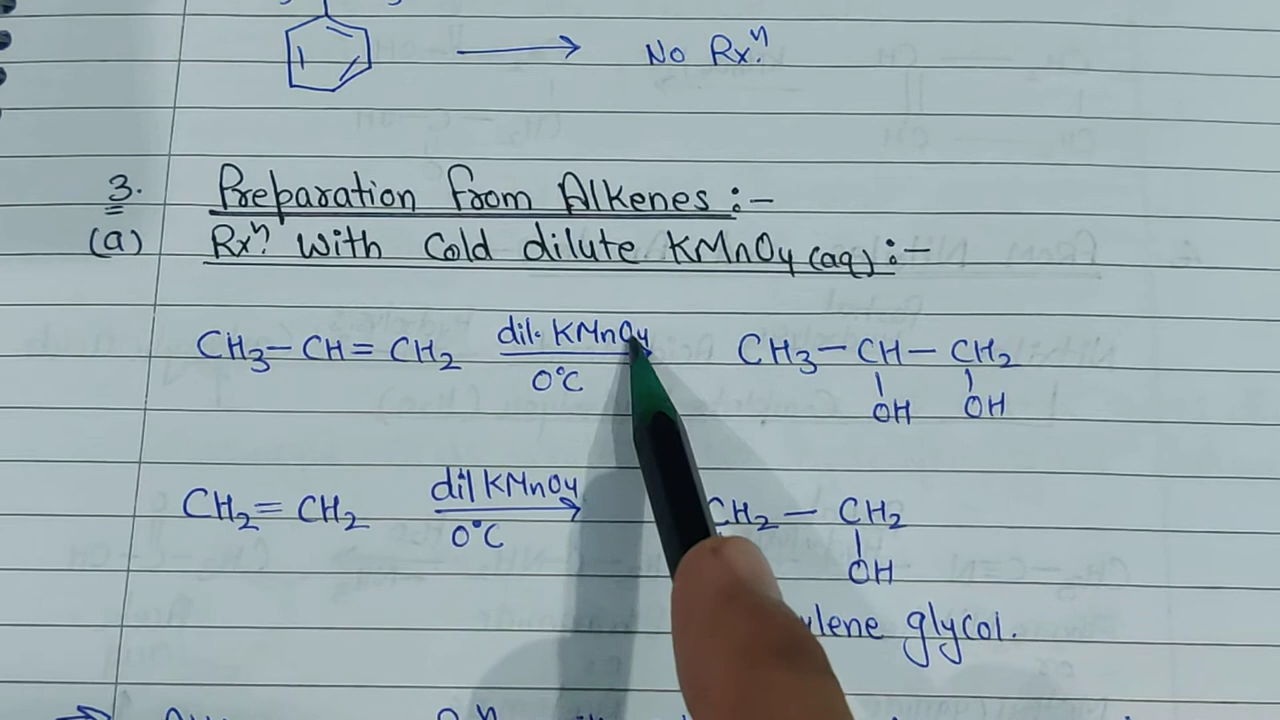 No Rxⁿ.
3. Preparation from Alkenes :-
(a) Rxⁿ. with cold dilute KMnO4 (aq) :-
CH3-CH=CH2 dil. KMnO4 0°C CH3-CH-CH2
OH OH
CH2=CH2 dil KMnO4 0°C CH2-CH2
OH
glycol.